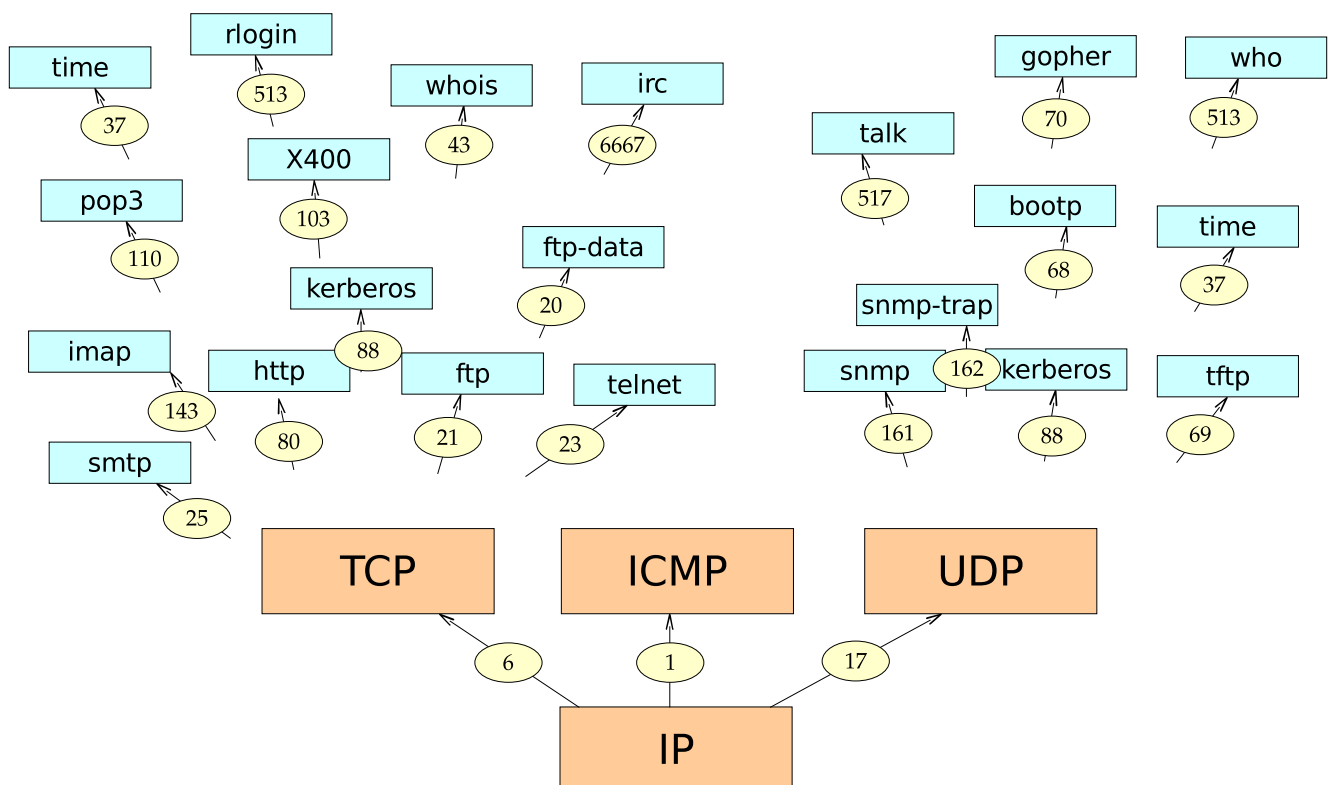 rlogin
time
513
37
whois
43
irc
6667
X400
103
pop3
110
ftp-data
20
kerberos
88
imap
143
http
80
ftp
21
telnet
23
smtp
25
gopher
70
who
513
talk
517
bootp
68
time
37
snmp-trap
162
snmp
161
kerberos
88
tftp
69
TCP
ICMP
UDP
6
1
17
IP